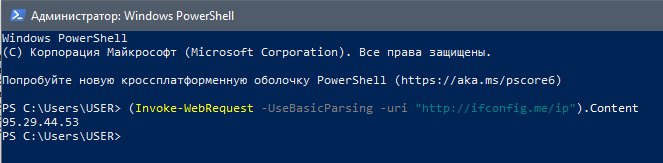 Администратор: Windows PowerShell
Windows PowerShell
(C) Корпорация Майкрософт (Microsoft Corporation). Все права защищены.
Попробуйте новую кроссплатформенную оболочку PowerShell (https://aka.ms/pscore6)
PS C:\Users\USER> (Invoke-WebRequest -UseBasicParsing -uri "http://ifconfig.me/ip").Content
95.29.44.53
PS C:\Users\USER>